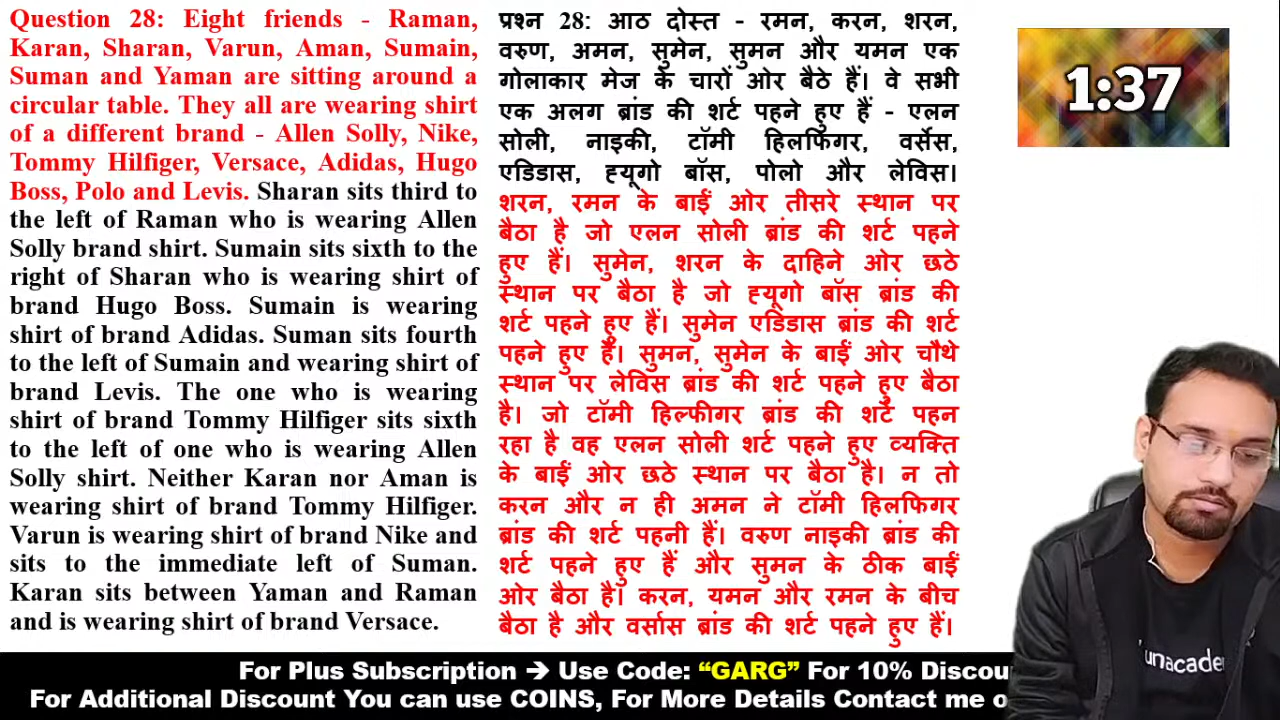 Question 28: Eight friends - Raman,
Karan, Sharan, Varun, Aman, Sumain,
Suman and Yaman are sitting around a
circular table. They all are wearing shirt
of a different brand - Allen Solly, Nike,
Tommy Hilfiger, Versace, Adidas, Hugo
Boss, Polo and Levis. Sharan sits third to
the left of Raman who is wearing Allen
Solly brand shirt. Sumain sits sixth to the
right of Sharan who is wearing shirt of
brand Hugo Boss. Sumain is wearing
shirt of brand Adidas. Suman sits fourth
to the left of Sumain and wearing shirt of
brand Levis. The one who is wearing
shirt of brand Tommy Hilfiger sits sixth
to the left of one who is wearing Allen
Solly shirt. Neither Karan nor Aman is
wearing shirt of brand Tommy Hilfiger.
Varun is wearing shirt of brand Nike and
sits to the immediate left of Suman.
Karan sits between Yaman and Raman
and is wearing shirt of brand Versace.
प्रश्न 28: आठ दोस्त - रमन, करन, शरन,
वरुण, अमन, सुमेन, सुमन और यमन एक
गोलाकार मेज के चारों ओर बैठे हैं। वे सभी
एक अलग ब्रांड की शर्ट पहने हुए हैं - एलन
सोली, नाइकी, टॉमी हिलफिगर, वर्सेस,
एडिडास, ह्यूगो बॉस, पोलो और लेविस।
शरन, रमन के बाईं ओर तीसरे स्थान पर
बैठा है जो एलन सोली ब्रांड की शर्ट पहने
हुए हैं। सुमेन, शरन के दाहिने ओर छठे
स्थान पर बैठा है जो ह्यूगो बॉस ब्रांड की
शर्ट पहने हुए हैं। सुमेन एडिडास ब्रांड की शर्ट
पहने हुए हैं। सुमन, सुमेन के बाईं ओर चौथे
स्थान पर लेविस ब्रांड की शर्ट पहने हुए बैठा
है। जो टॉमी हिल्फीगर ब्रांड की शर्ट पहन
रहा है वह एलन सोली शर्ट पहने हुए व्यक्ति
के बाईं ओर छठे स्थान पर बैठा है। न तो
करन और न ही अमन ने टॉमी हिलफिगर
ब्रांड की शर्ट पहनी हैं। वरुण नाइकी ब्रांड की
शर्ट पहने हुए हैं और सुमन के ठीक बाईं
ओर बैठा है। करन, यमन और रमन के बीच
बैठा है और वर्सास ब्रांड की शर्ट पहने हुए हैं।
1:37
unacade
For Plus Subscription → Use Code: “GARG” For 10% Discou
For Additional Discount You can use COINS, For More Details Contact me o